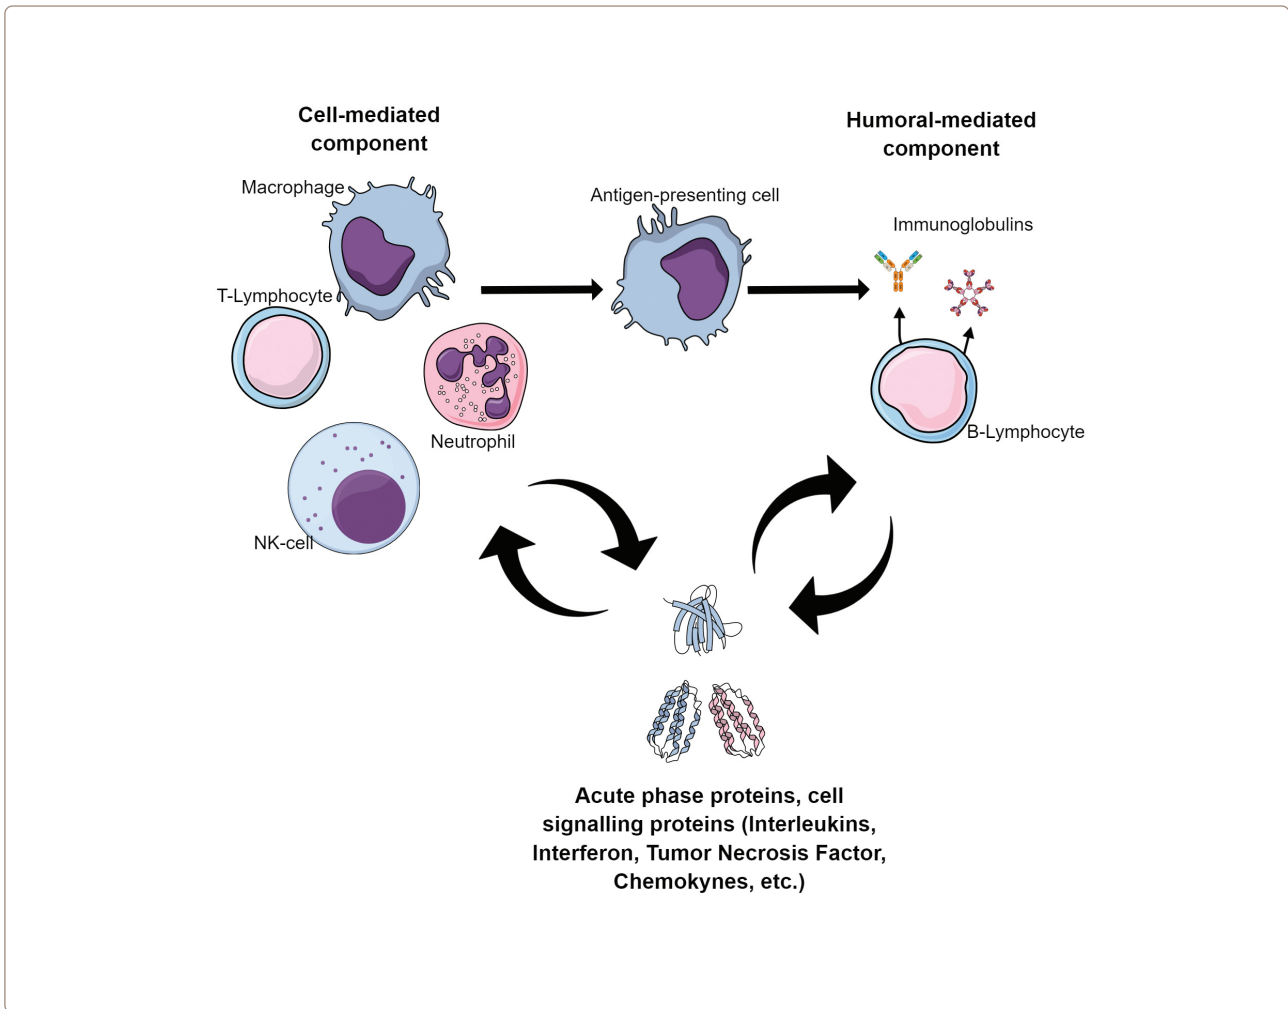 Cell-mediated
component
Humoral-mediated
component
Macrophage
Antigen-presenting cell
Immunoglobulins
T-Lymphocyte
Neutrophil
B-Lymphocyte
NK-cell
Acute phase proteins, cell
signalling proteins (Interleukins,
Interferon, Tumor Necrosis Factor,
Chemokynes, etc.)